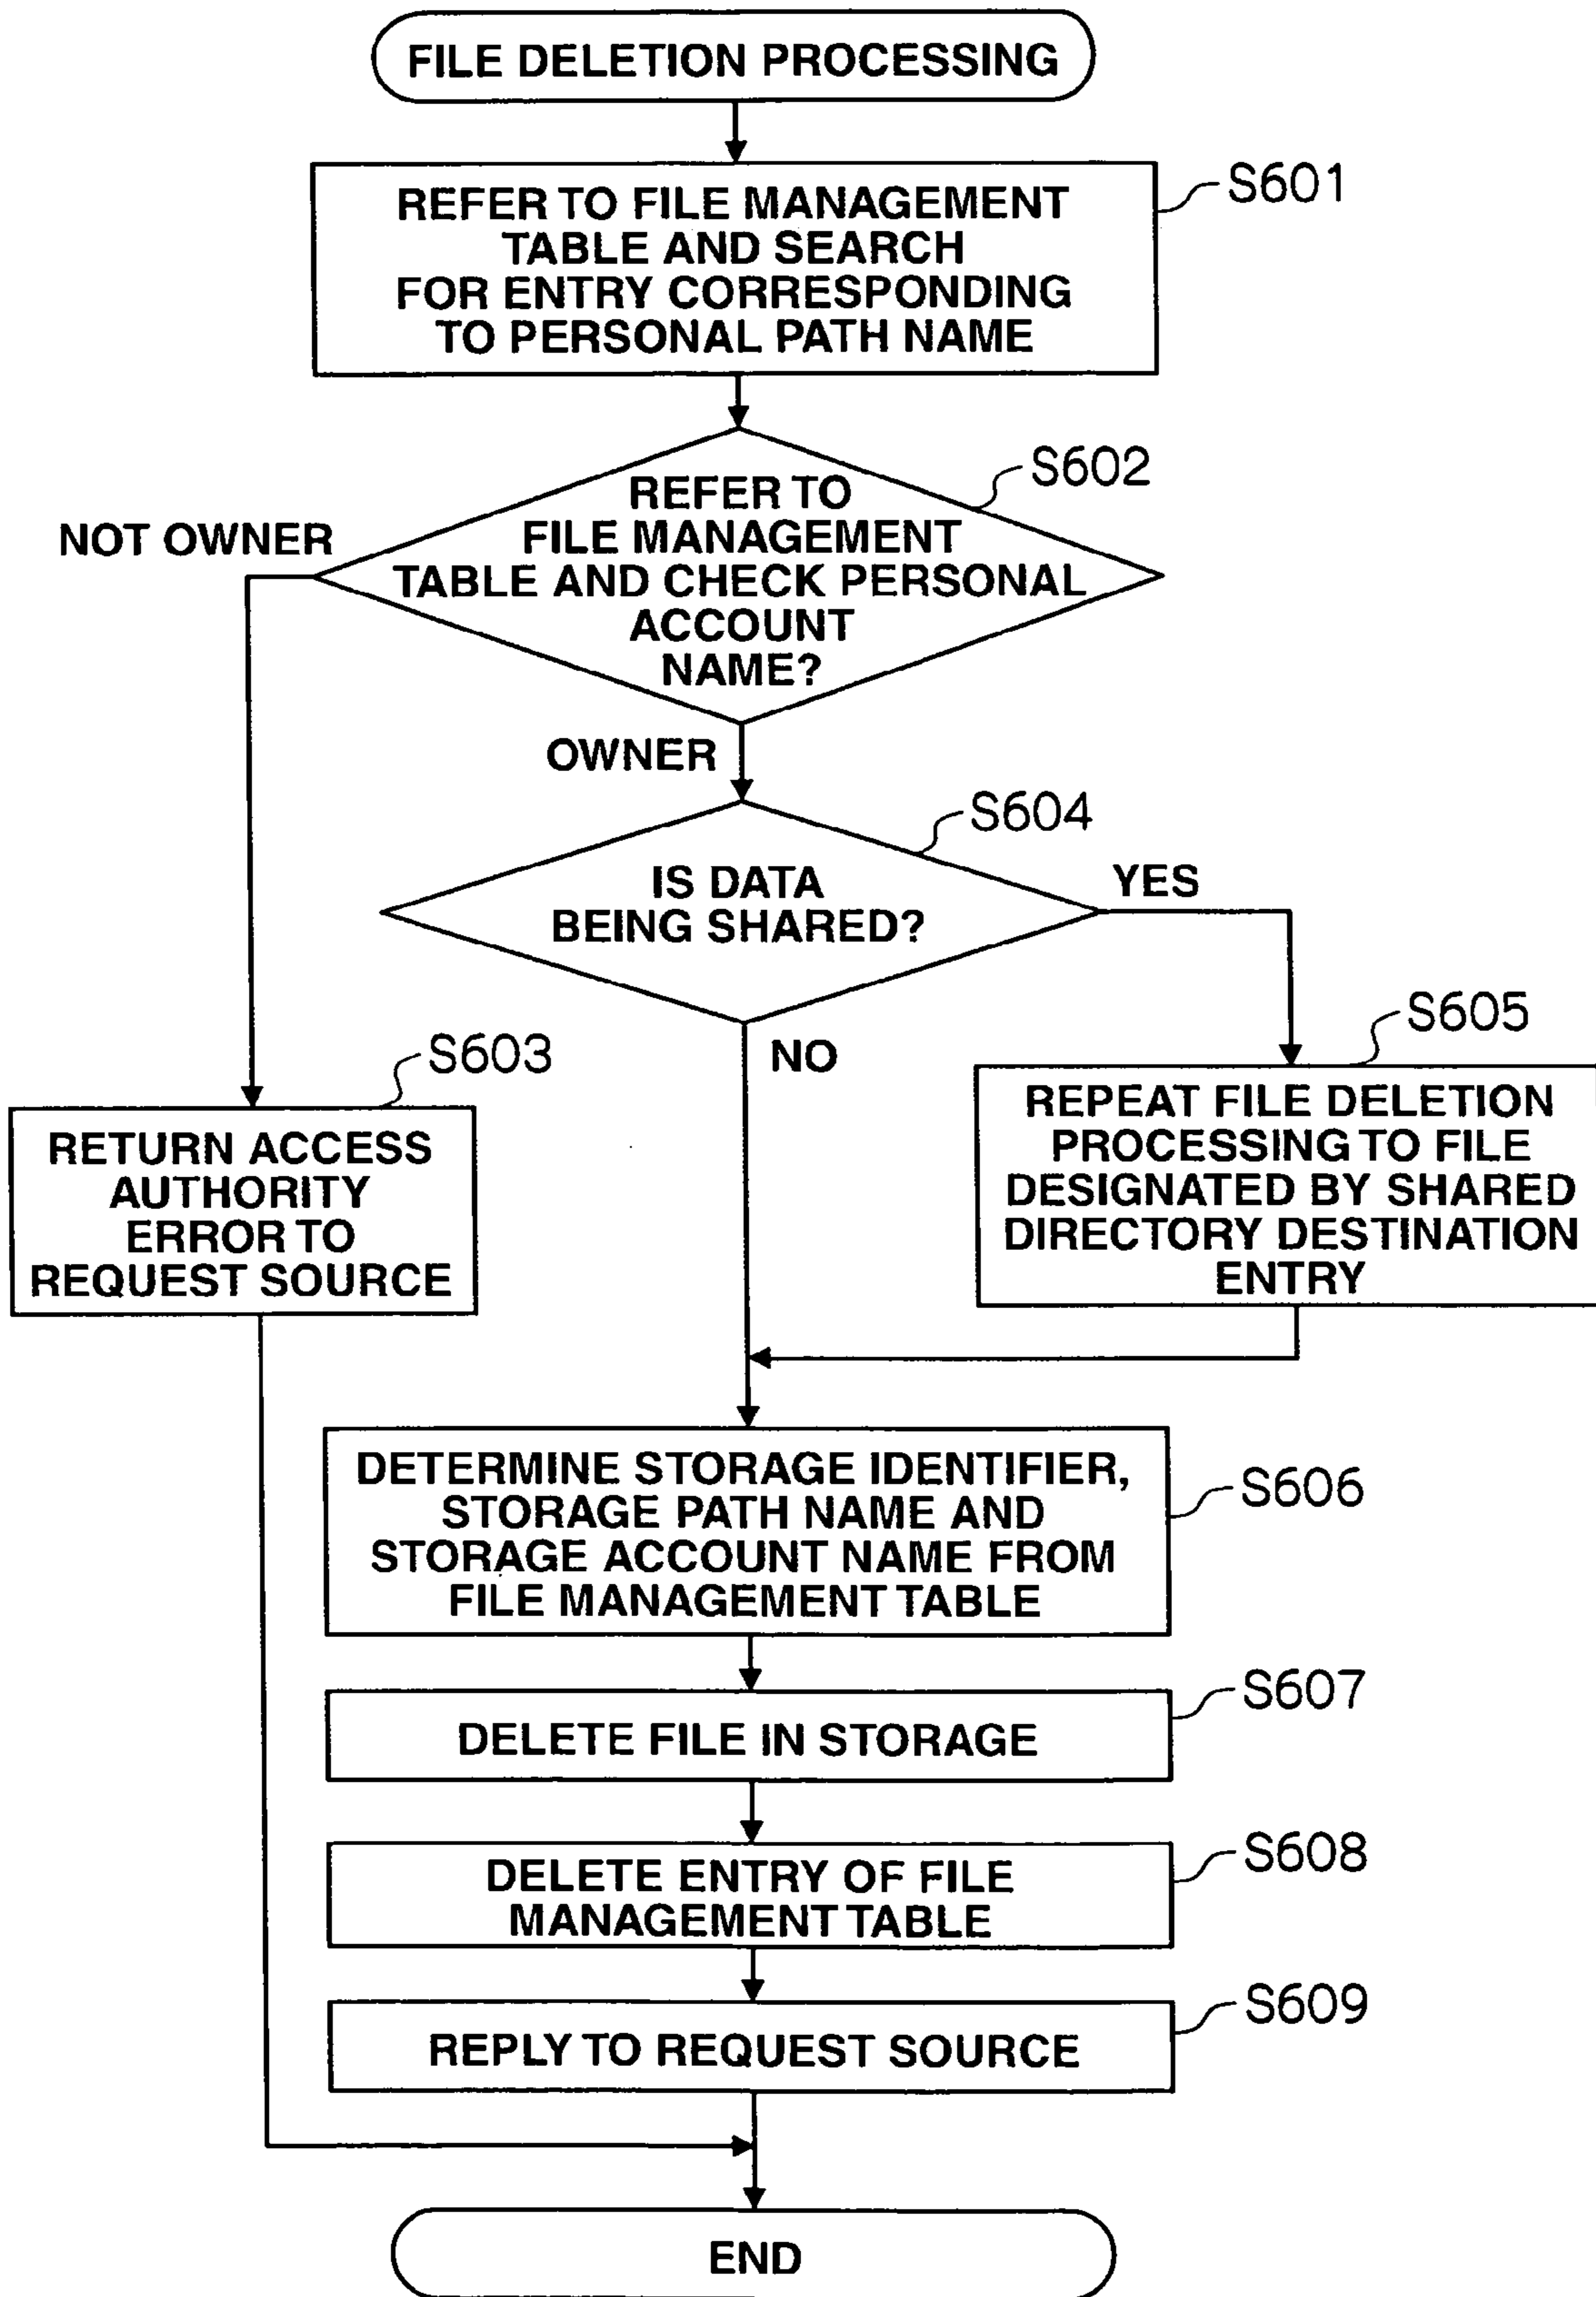 FILE DELETION PROCESSING
S601
REFER TO FILE MANAGEMENT
TABLE AND SEARCH
FOR ENTRY CORRESPONDING
TO PERSONAL PATH NAME
S602
REFER TO
FILE MANAGEMENT
TABLE AND CHECK PERSONAL
ACCOUNT
NAME?
NOT OWNER
OWNER
S604
IS DATA
BEING SHARED?
YES
NO
S603
RETURN ACCESS
AUTHORITY
ERROR TO
REQUEST SOURCE
S605
REPEAT FILE DELETION
PROCESSING TO FILE
DESIGNATED BY SHARED
DIRECTORY DESTINATION
ENTRY
S606
DETERMINE STORAGE IDENTIFIER,
STORAGE PATH NAME AND
STORAGE ACCOUNT NAME FROM
FILE MANAGEMENT TABLE
S607
DELETE FILE IN STORAGE
S608
DELETE ENTRY OF FILE
MANAGEMENT TABLE
S609
REPLY TO REQUEST SOURCE
END